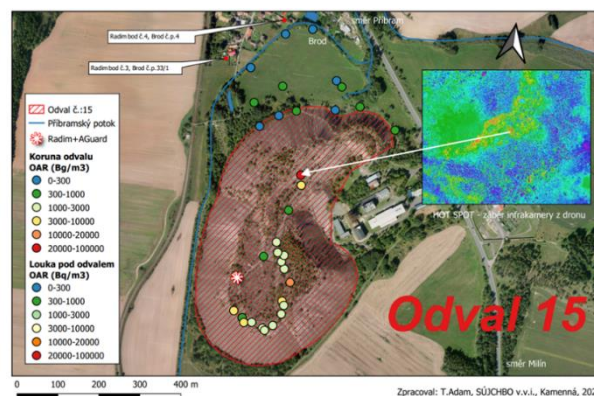 směr Příbram
Radim bod č.4, Brod č.p.4
Brod
Radim bod č.3, Brod č.p.33/1
Odval č.:15
Příbramský potok
Radim+AGuard
Koruna odvalu
OAR (Bg/m3)
0-300
300-1000
1000-3000
3000-10000
10000-20000
20000-100000
Louka pod odvalem
OAR (Bq/m3)
0-300
300-1000
1000-3000
3000-10000
10000-20000
20000-100000
HOT SPOT - záběr infrakamery z dronu
Odval 15
směr Milín
0 100 200 300 400 m
Zpracoval: T.Adam, SÚJCHBO v.v.i., Kamenná, 202